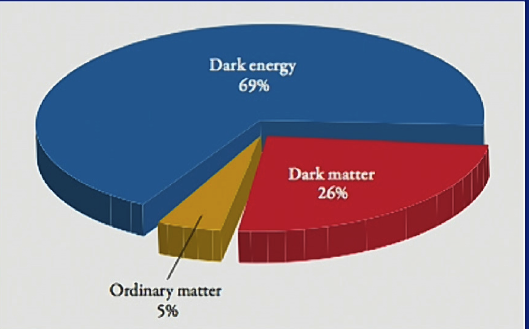 Dark energy
69%
Dark matter
26%
Ordinary matter
5%